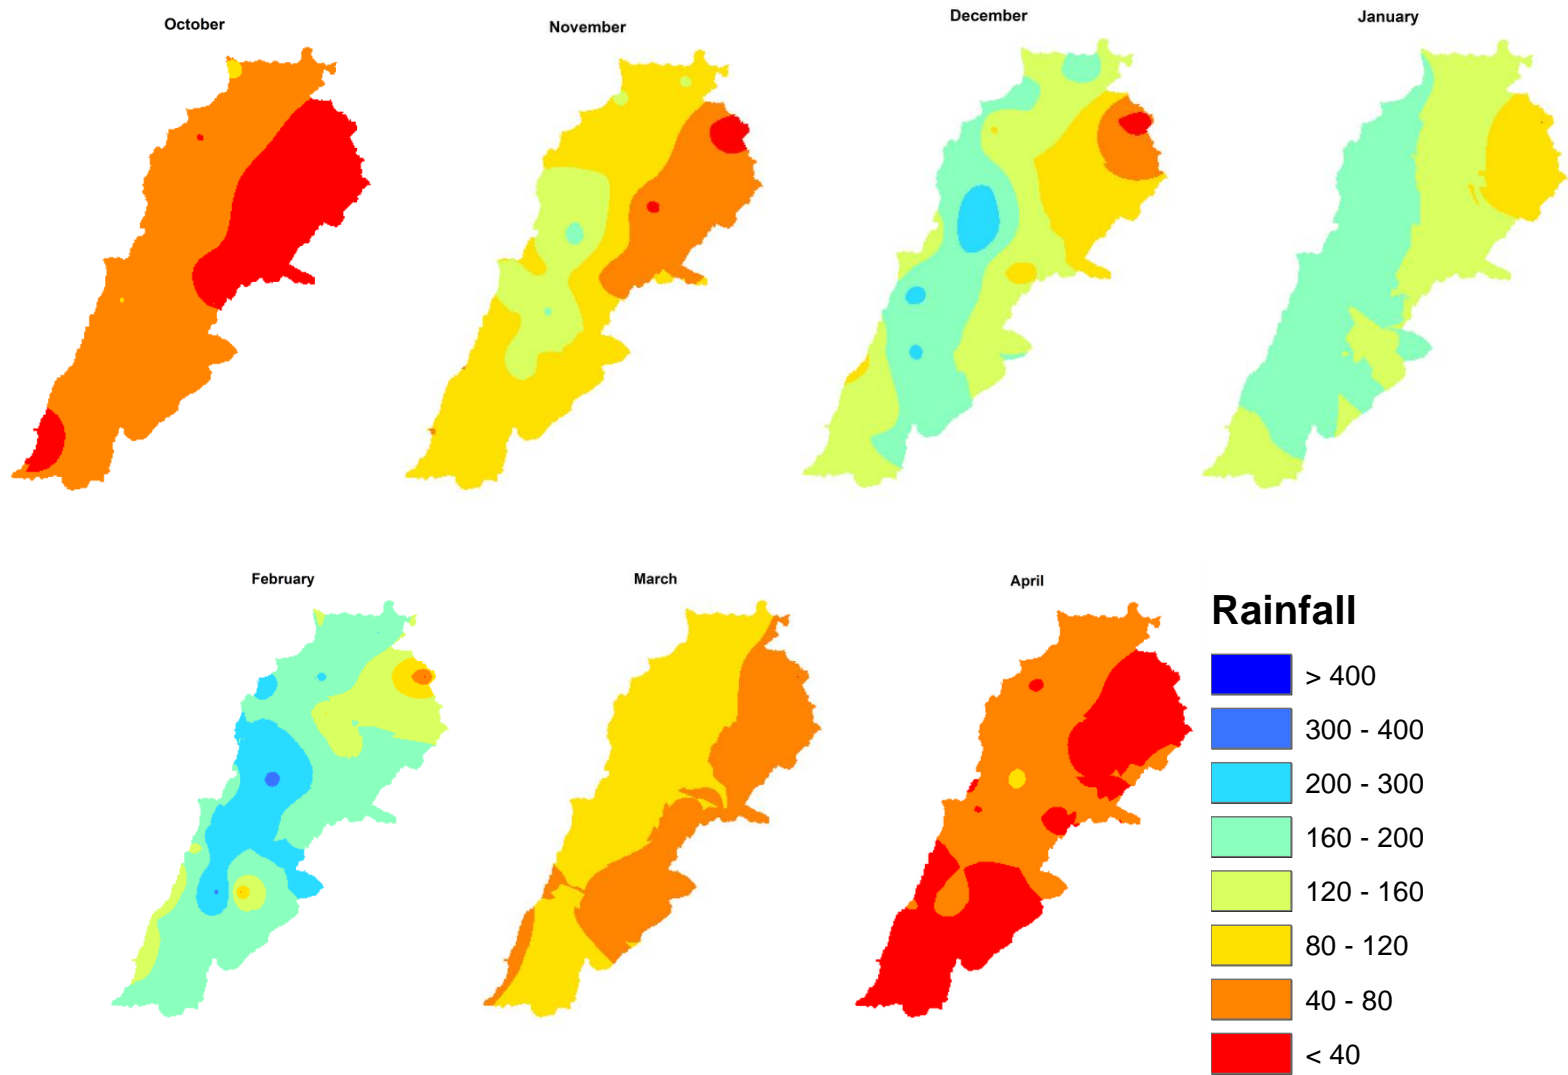 October
November
December
January
February
March
April
Rainfall
> 400
300 - 400
200 - 300
160 - 200
120 - 160
80 - 120
40 - 80
< 40